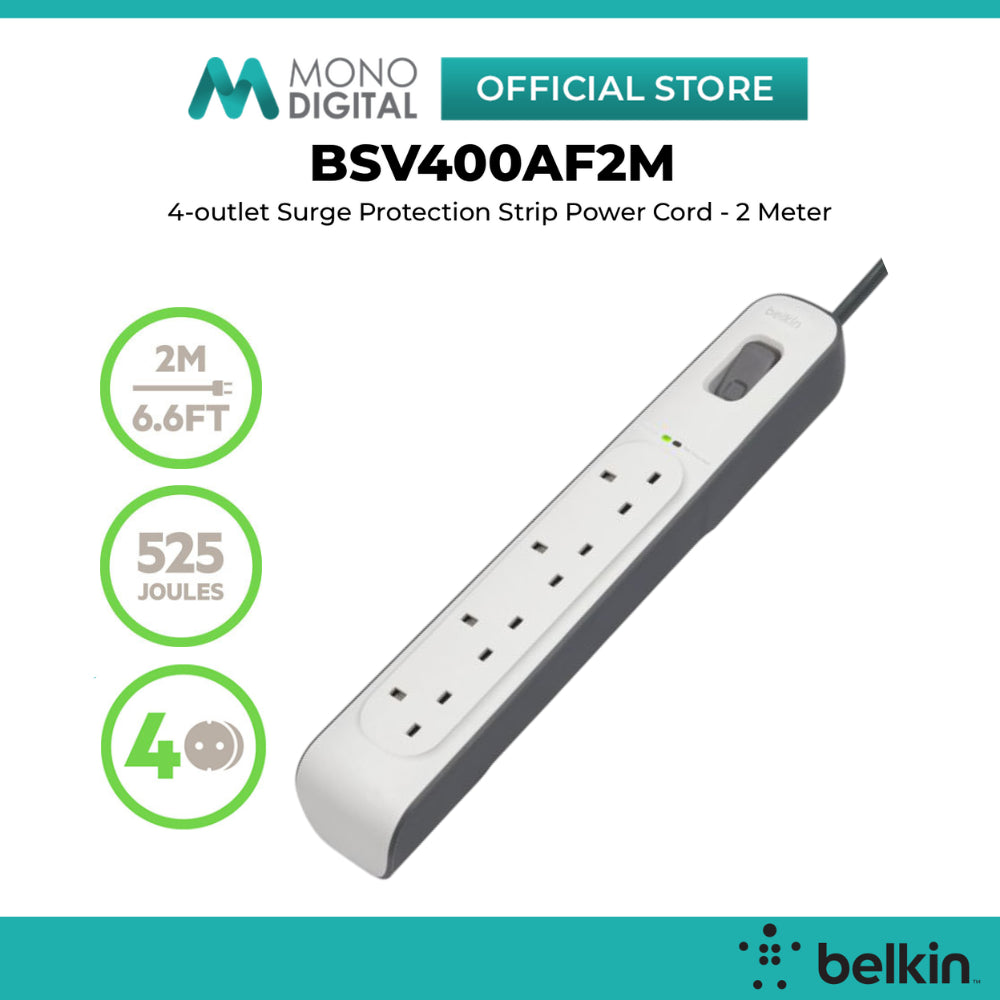 MONO
DIGITAL
OFFICIAL STORE
BSV400AF2M
4-outlet Surge Protection Strip Power Cord - 2 Meter
belkin
2M
6.6FT
525
JOULES
4
belkin™